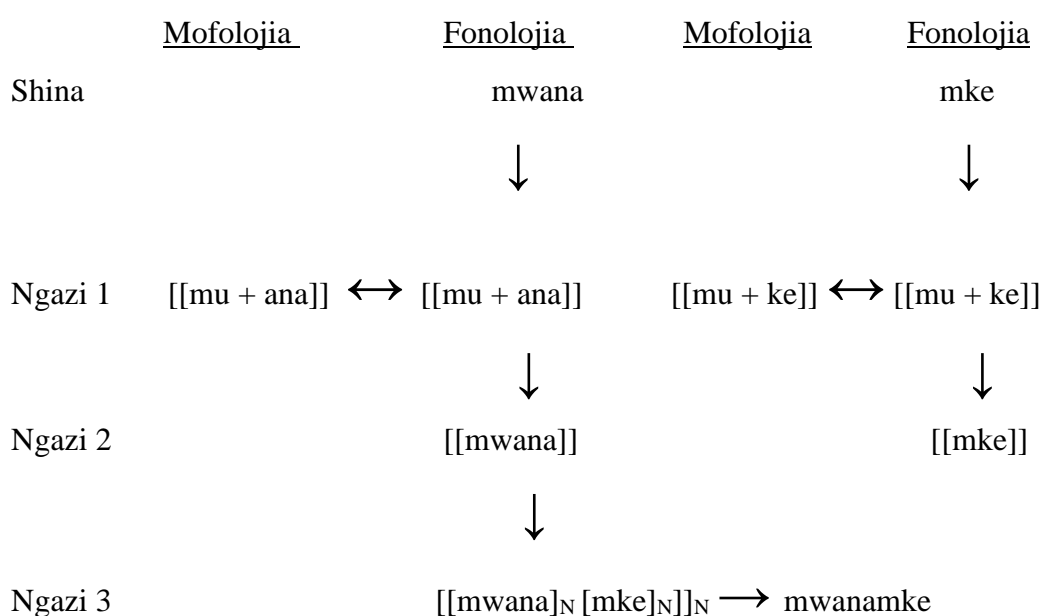 Mofolojia Fonolojia Mofolojia Fonolojia
Shina mwana mke
↓ ↓
Ngazi 1 [[mu + ana]] ↔ [[mu + ana]] [[mu + ke]] ↔ [[mu + ke]]
↓ ↓
Ngazi 2 [[mwana]] [[mke]]
↓
Ngazi 3 [[mwana]N [mke]N]]N → mwanamke